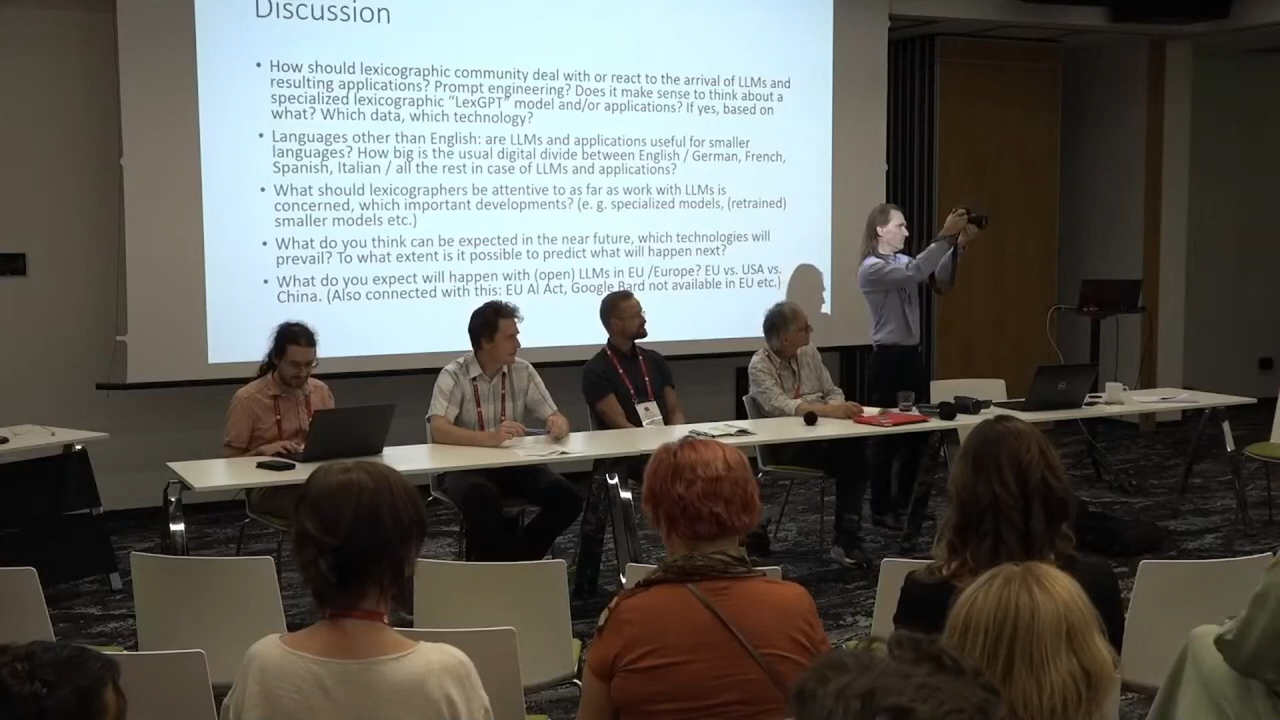 Discussion
• How should lexicographic community deal with or react to the arrival of LLMs and
resulting applications? Prompt engineering? Does it make sense to think about a
specialized lexicographic “LexGPT” model and/or applications? If yes, based on
what? Which data, which technology?
• Languages other than English: are LLMs and applications useful for smaller
languages? How big is the usual digital divide between English / German, French,
Spanish, Italian / all the rest in case of LLMs and applications?
• What should lexicographers be attentive to as far as work with LLMs is
concerned, which important developments? (e. g. specialized models, (retrained)
smaller models etc.)
• What do you think can be expected in the near future, which technologies will
prevail? To what extent is it possible to predict what will happen next?
• What do you expect will happen with (open) LLMs in EU /Europe? EU vs. USA vs.
China. (Also connected with this: EU AI Act, Google Bard not available in EU etc.)